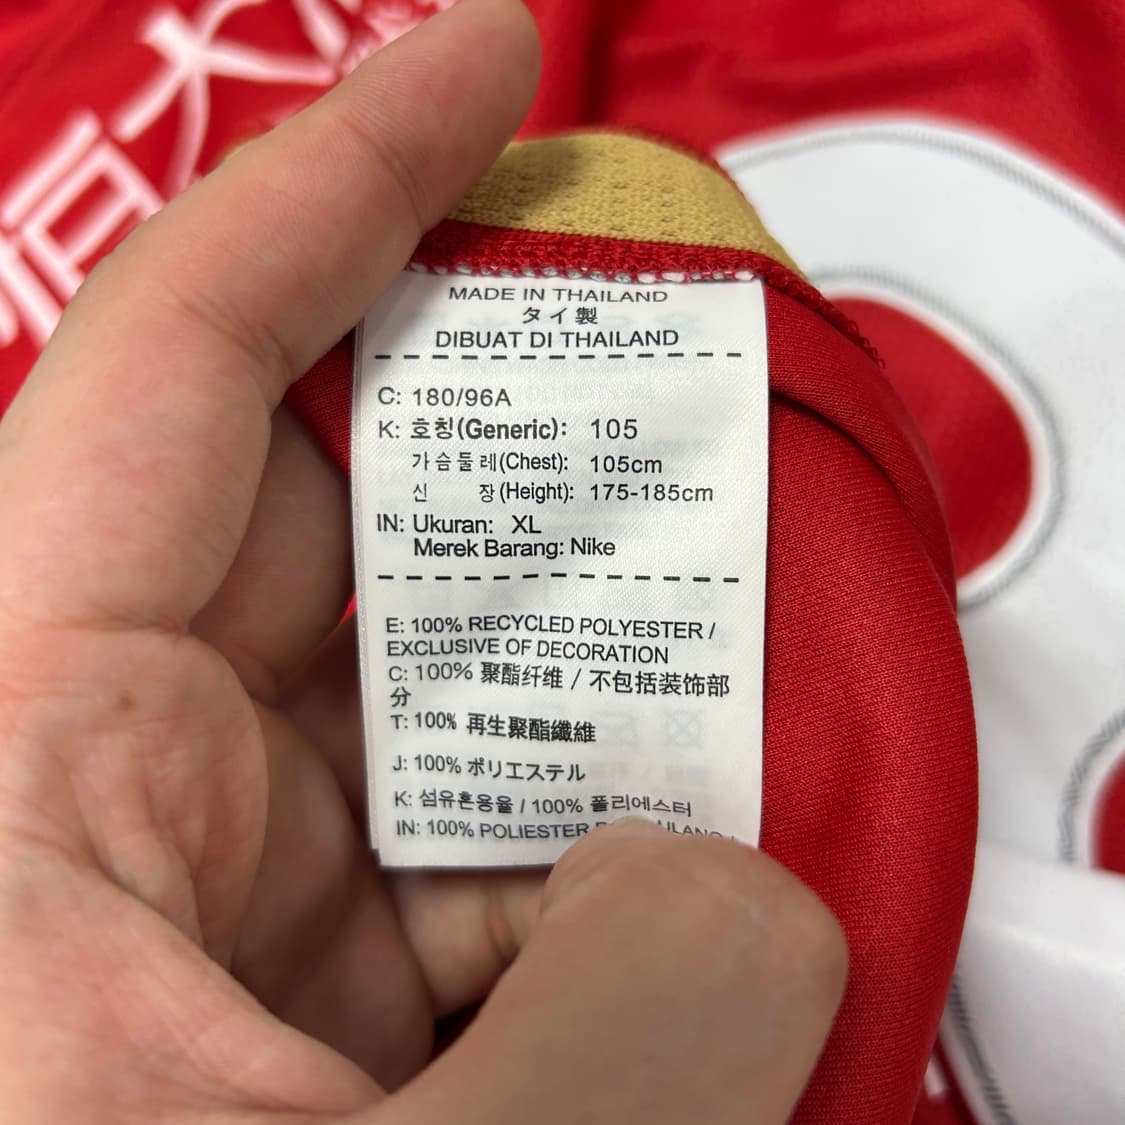 恒大
MADE IN THAILAND
タイ製
DIBUAT DI THAILAND
C: 180/96A
K: 호칭(Generic): 105
가슴둘레(Chest): 105cm
신 장(Height): 175-185cm
IN: Ukuran: XL
Merek Barang: Nike
E: 100% RECYCLED POLYESTER /
EXCLUSIVE OF DECORATION
C: 100% 聚酯纤维 / 不包括装饰部
分
T: 100% 再生聚酯纖維
J: 100% ポリエステル
K: 섬유혼용율 / 100% 폴리에스터
IN: 100% POLIESTER